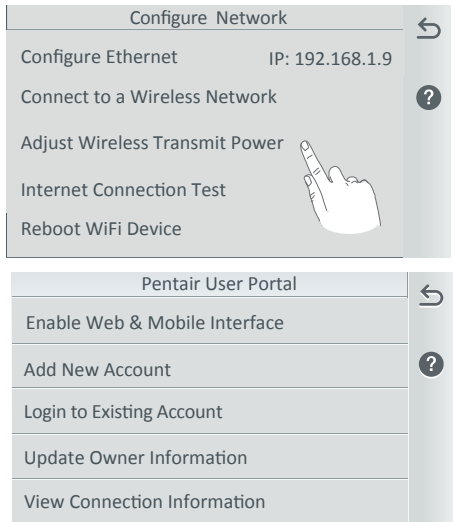 Configure Network
Configure Ethernet IP: 192.168.1.9
Connect to a Wireless Network
?
Adjust Wireless Transmit Power
Internet Connection Test
Reboot WiFi Device
Pentair User Portal
Enable Web & Mobile Interface
Add New Account
?
Login to Existing Account
Update Owner Information
View Connection Information